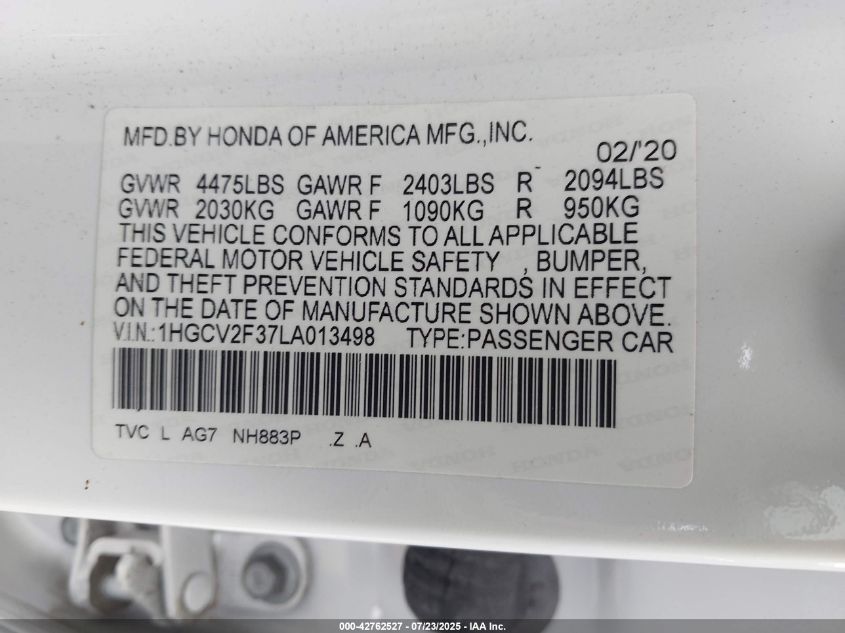 MFD.BY HONDA OF AMERICA MFG.,INC.
02/'20
GVWR 4475LBS GAWR F 2403LBS R 2094LBS
GVWR 2030KG GAWR F 1090KG R 950KG
THIS VEHICLE CONFORMS TO ALL APPLICABLE
FEDERAL MOTOR VEHICLE SAFETY , BUMPER,
AND THEFT PREVENTION STANDARDS IN EFFECT
ON THE DATE OF MANUFACTURE SHOWN ABOVE.
V.I.N.:1HGCV2F37LA013498 TYPE:PASSENGER CAR
TVC L AG7 NH883P .Z .A
HONDA
000-42762527 - 07/23/2025 - IAA Inc.